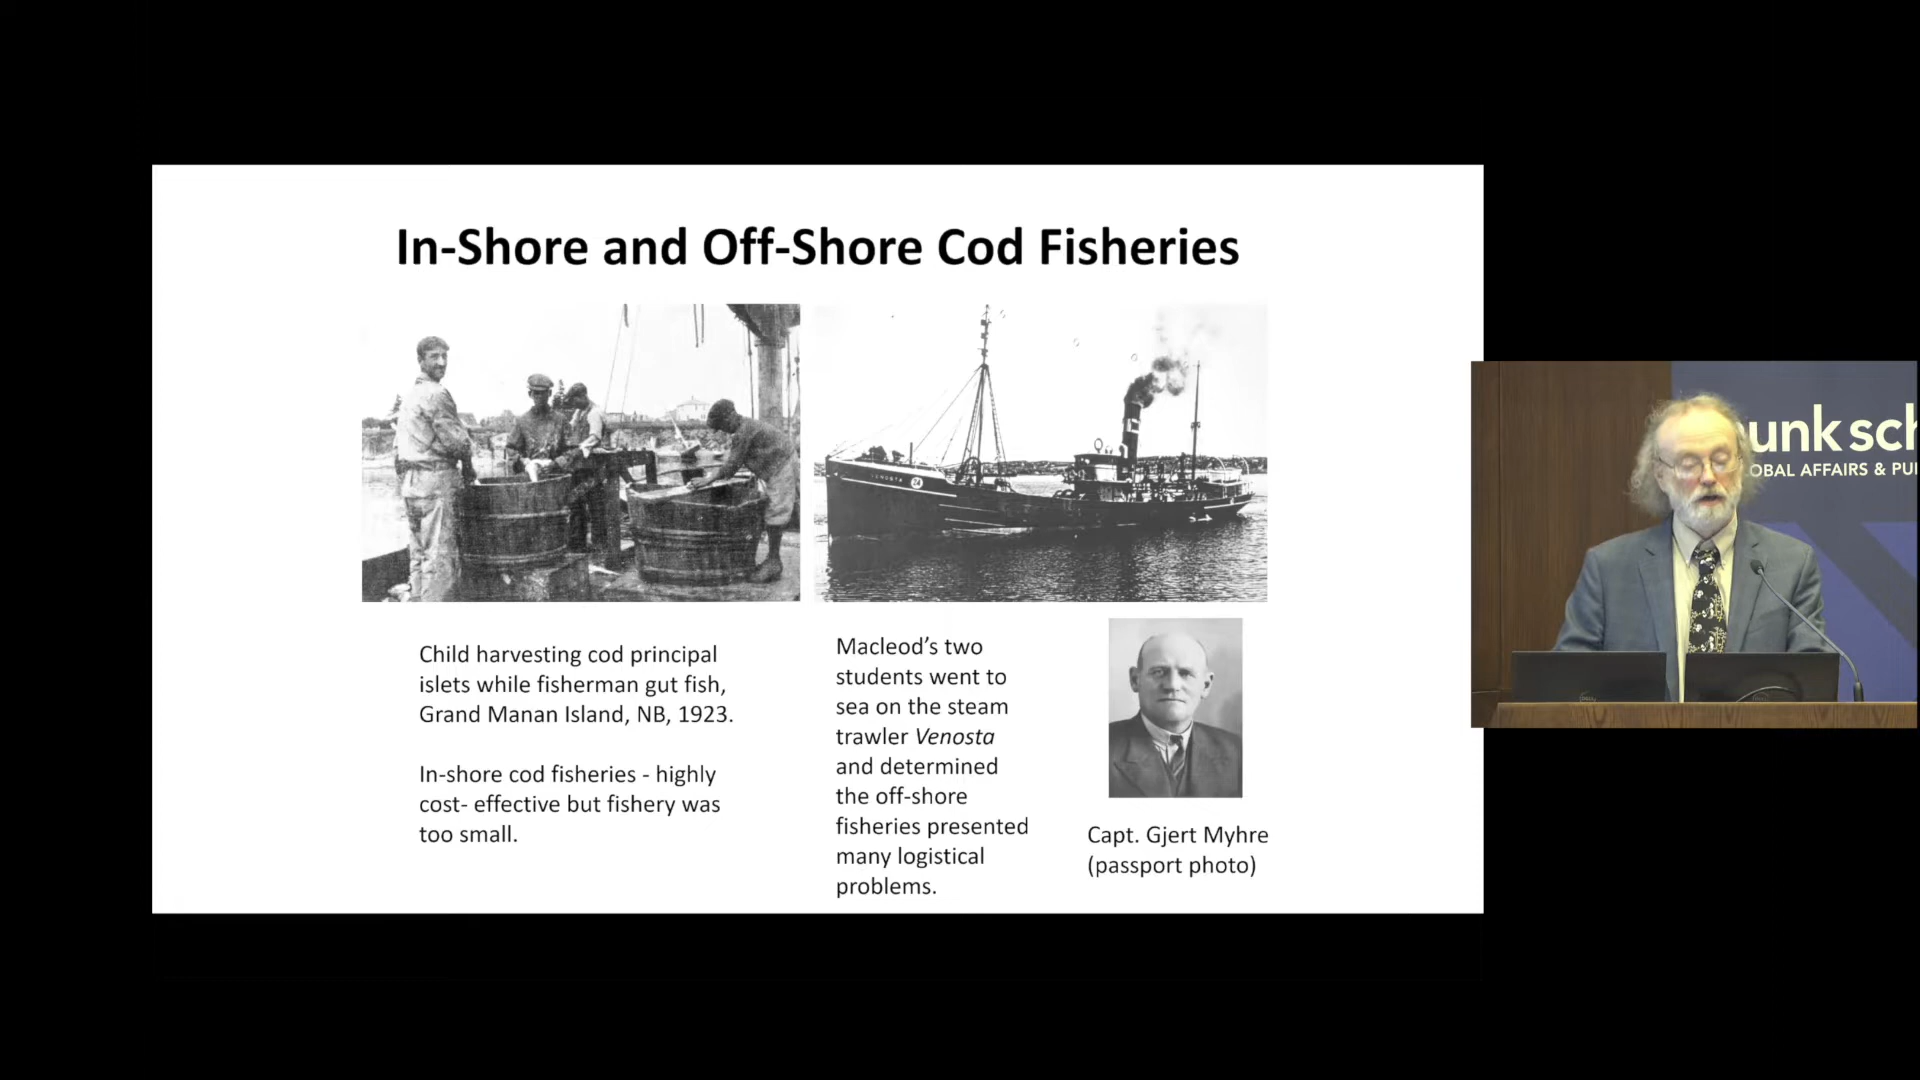 In-Shore and Off-Shore Cod Fisheries
Child harvesting cod principal
islets while fisherman gut fish,
Grand Manan Island, NB, 1923.
In-shore cod fisheries - highly
cost- effective but fishery was
too small.
Macleod’s two
students went to
sea on the steam
trawler Venosta
and determined
the off-shore
fisheries presented
many logistical
problems.
Capt. Gjert Myhre
(passport photo)
unk sch
OBAL AFFAIRS & PU